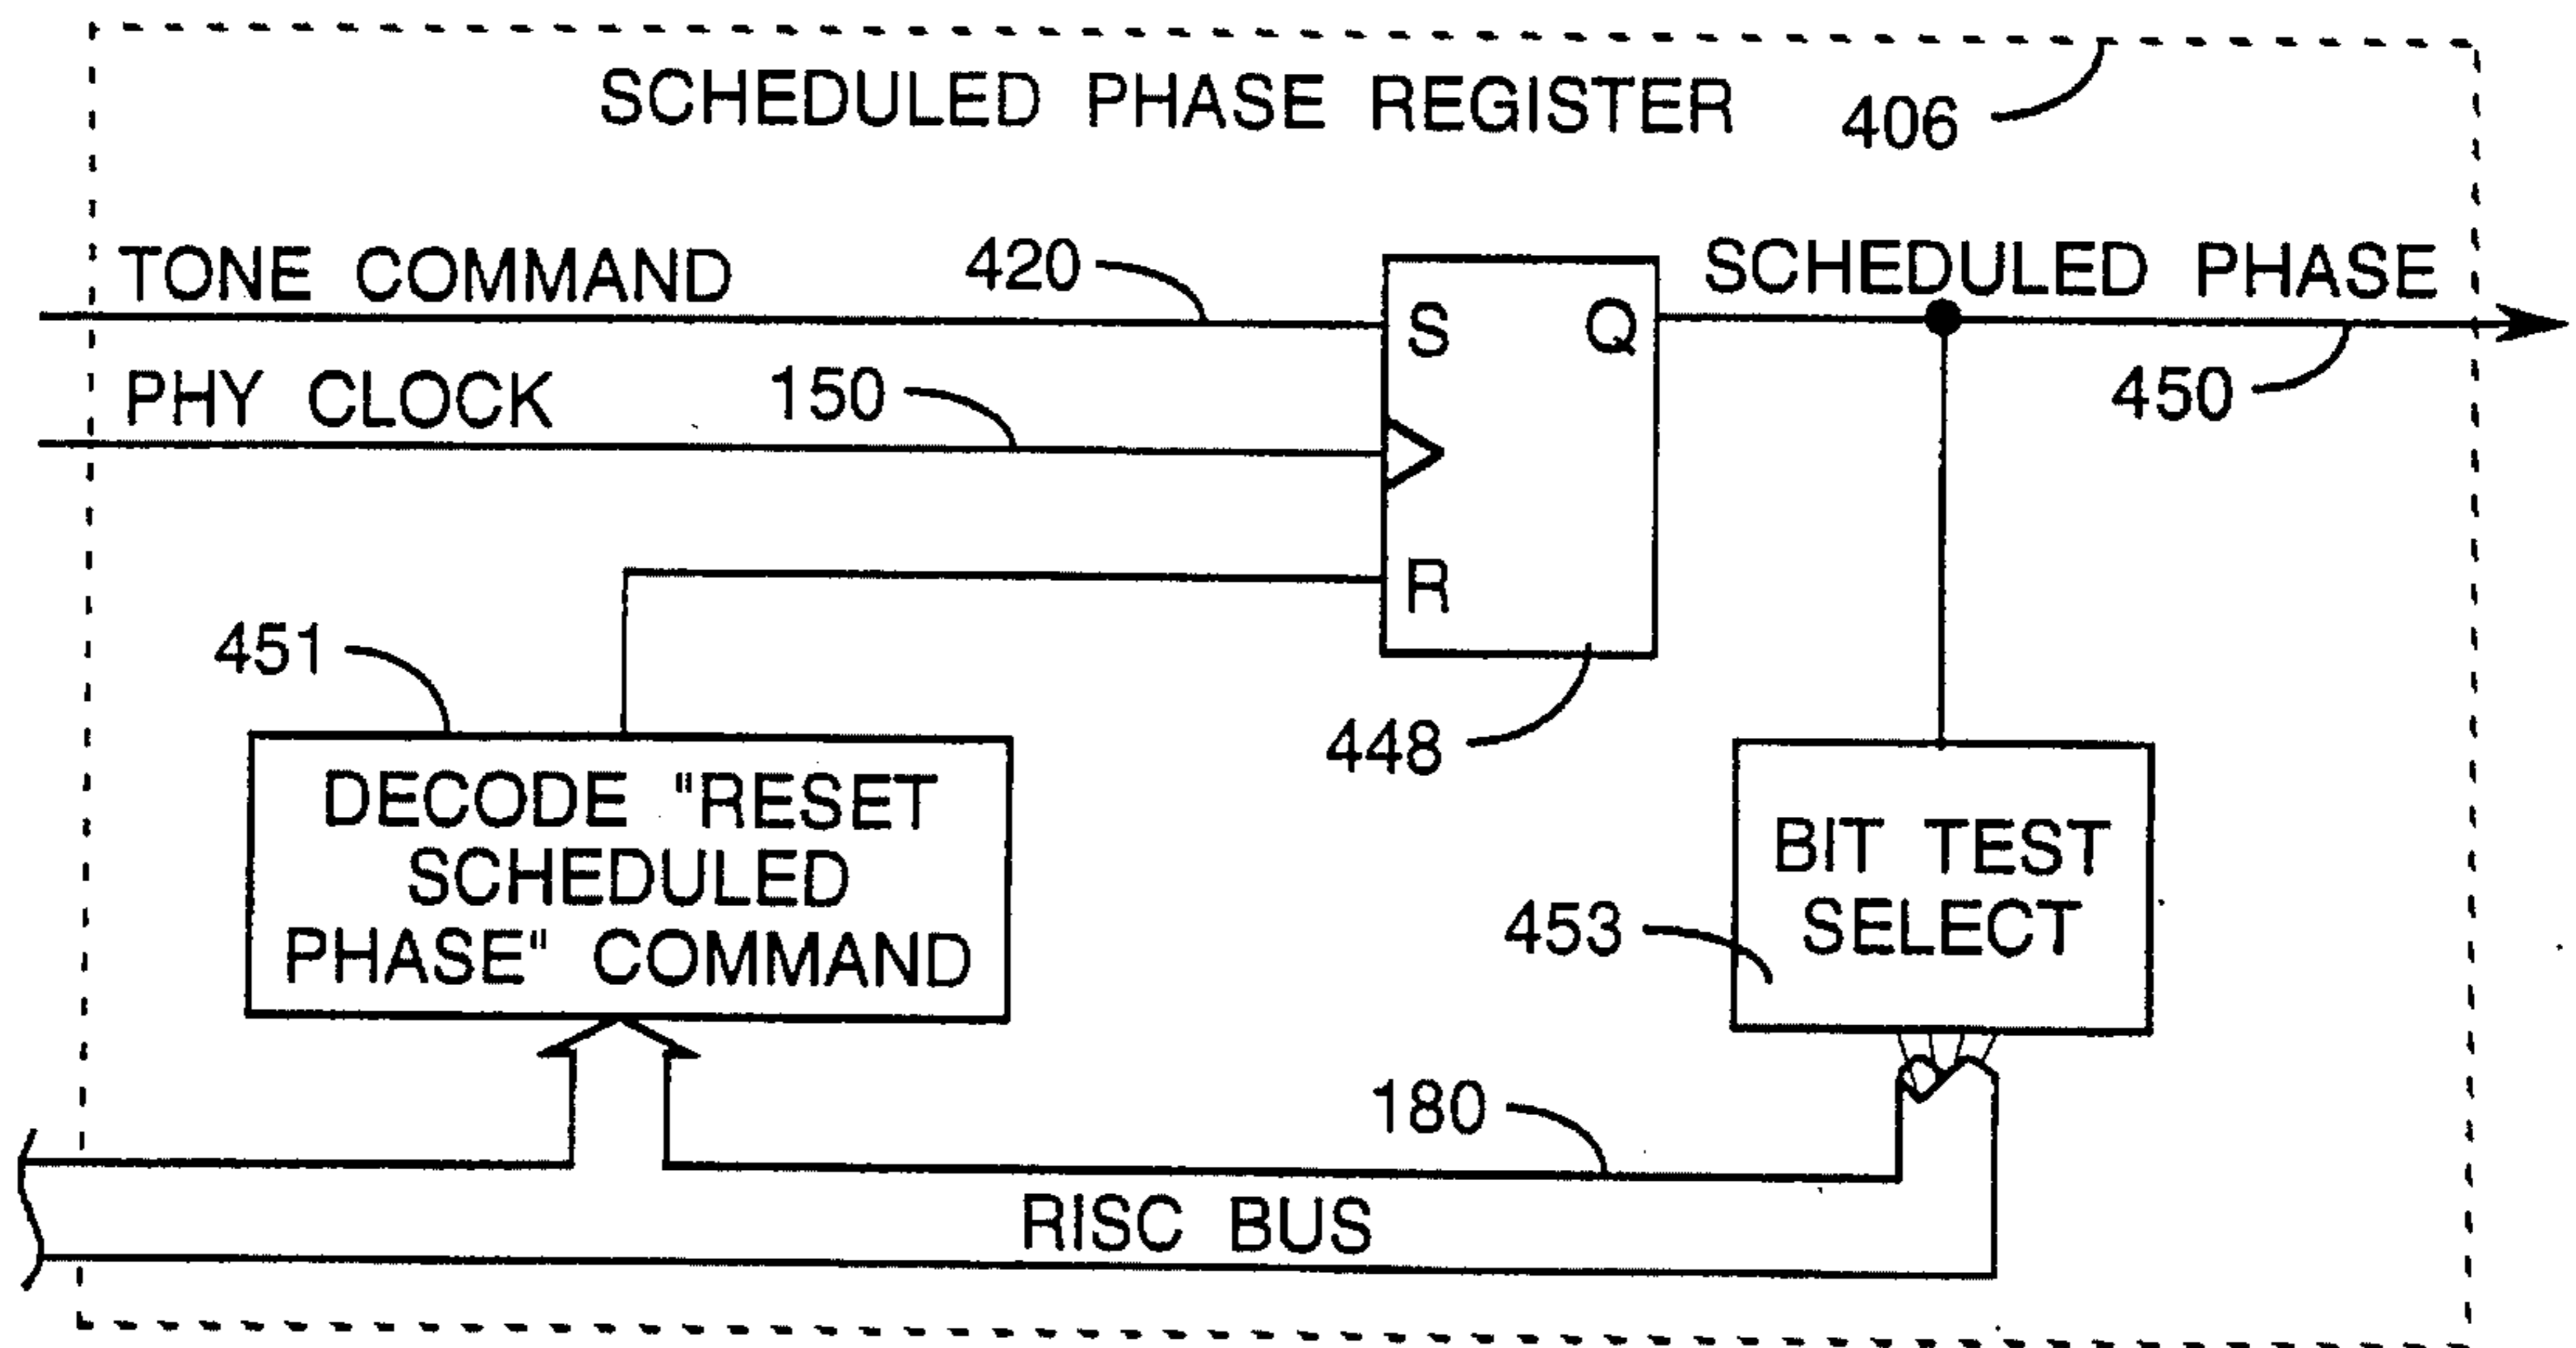 SCHEDULED PHASE REGISTER
406
TONE COMMAND
420
SCHEDULED PHASE
S
Q
PHY CLOCK
150
450
R
451
448
DECODE "RESET
SCHEDULED
PHASE" COMMAND
BIT TEST
SELECT
453
180
RISC BUS